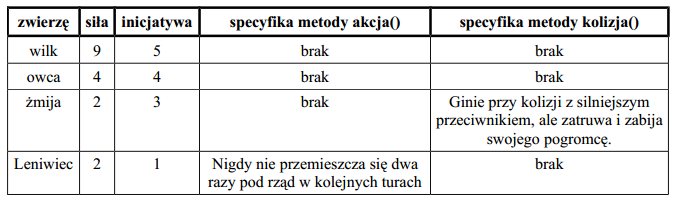 zwierzę siła inicjatywa specyfika metody akcja() specyfika metody kolizja()
wilk 9 5 brak brak
owca 4 4 brak brak
żmija 2 3 brak Ginie przy kolizji z silniejszym
przeciwnikiem, ale zatruwa i zabija
swojego pogromcę.
Leniwiec 2 1 Nigdy nie przemieszcza się dwa brak
razy pod rząd w kolejnych turach